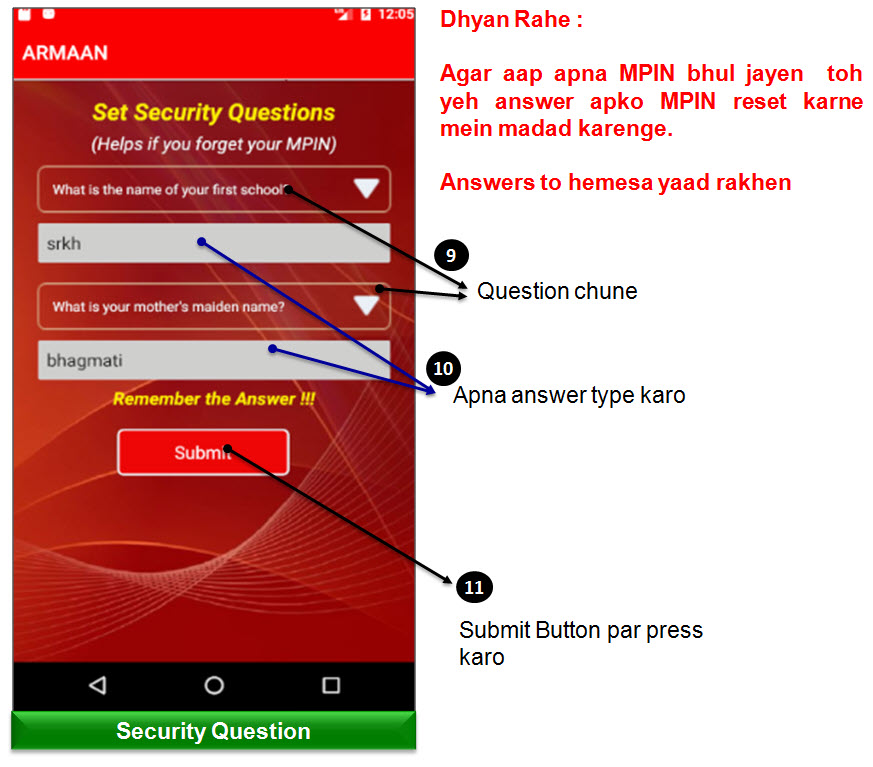 12:05
ARMAAN
Set Security Questions
(Helps if you forget your MPIN)
What is the name of your first school?
srkh
What is your mother's maiden name?
bhagmati
Remember the Answer !!!
Submit
Security Question
Dhyan Rahe :
Agar aap apna MPIN bhul jayen toh
yeh answer apko MPIN reset karne
mein madad karenge.
Answers to hemesa yaad rakhen
9
Question chune
10
Apna answer type karo
11
Submit Button par press
karo